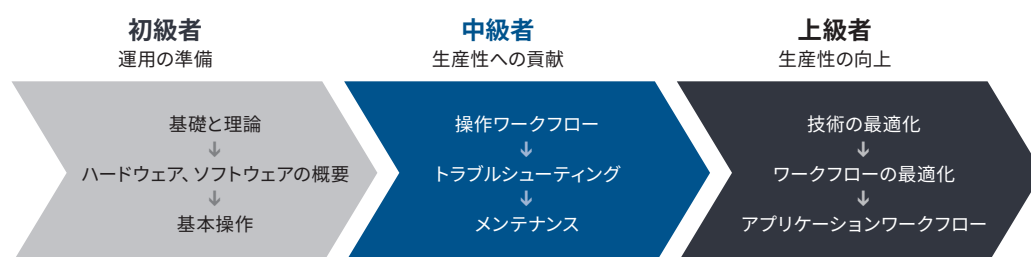 初級者
運用の準備
基礎と理論
↓
ハードウェア、ソフトウェアの概要
↓
基本操作
中級者
生産性への貢献
操作ワークフロー
↓
トラブルシューティング
↓
メンテナンス
上級者
生産性の向上
技術の最適化
↓
ワークフローの最適化
↓
アプリケーションワークフロー